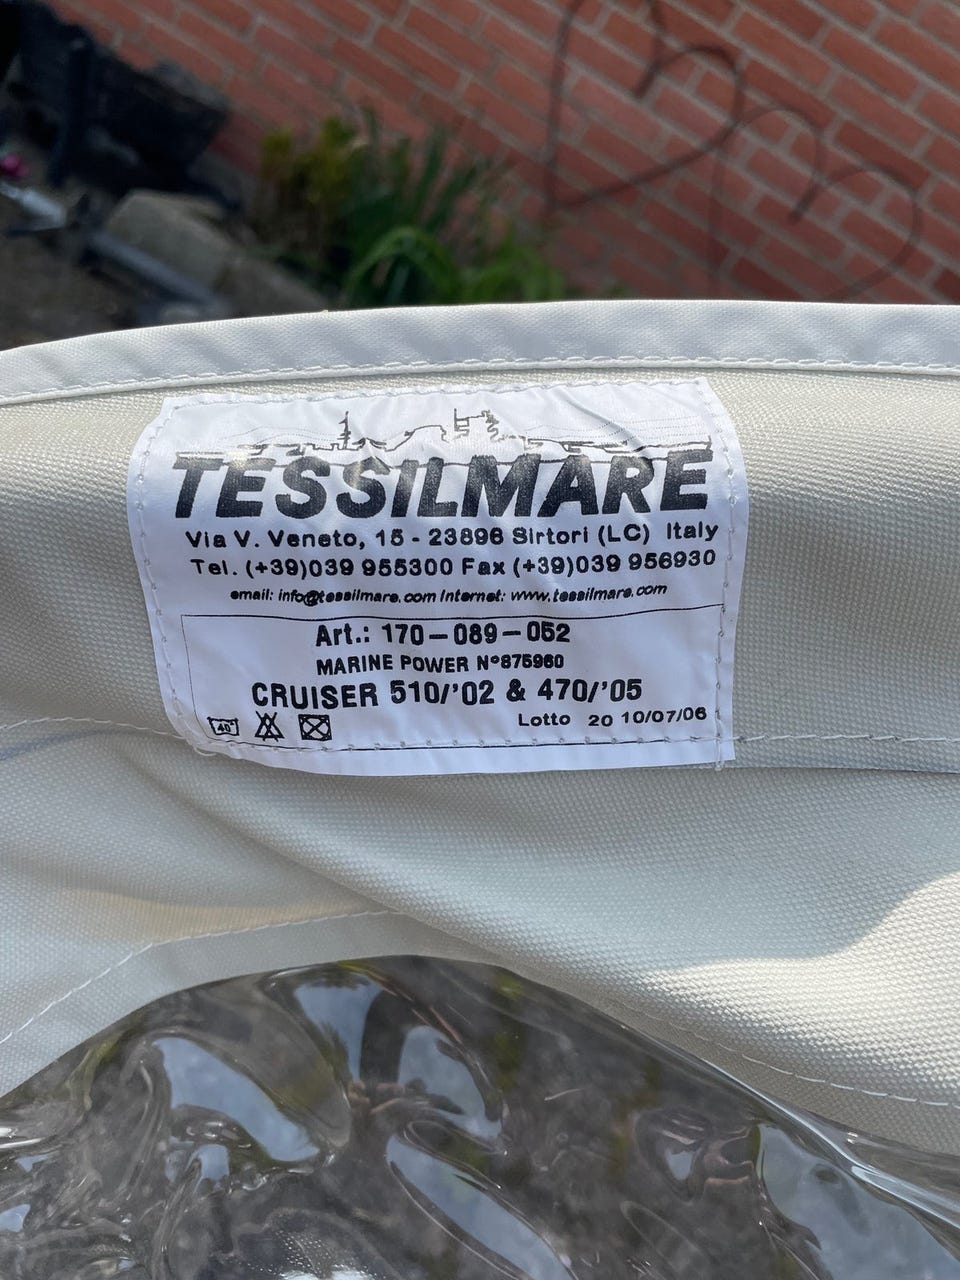 TESSILMARE
Via V. Veneto, 15 - 23896 Sirtori (LC) Italy
Tel. (+39)039 955300 Fax (+39)039 956930
email: info@tessilmare.com Internet: www.tessilmare.com
Art.: 170-089-052
MARINE POWER N°875960
CRUISER 510/'02 & 470/'05
40°
Lotto 20 10/07/06